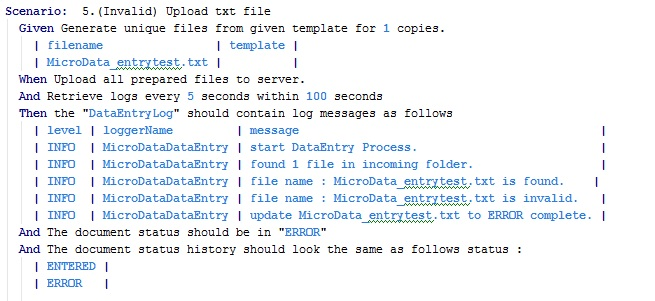 Scenario:  5.(Invalid) Upload txt file
Given Generate unique files from given template for 1 copies.
| filename                | template |
| MicroData_entrytest.txt |          |
When Upload all prepared files to server.
And Retrieve logs every 5 seconds within 100 seconds
Then the "DataEntryLog" should contain log messages as follows
| level | loggerName         | message                                           |
| INFO  | MicroDataDataEntry | start DataEntry Process.                          |
| INFO  | MicroDataDataEntry | found 1 file in incoming folder.                  |
| INFO  | MicroDataDataEntry | file name : MicroData_entrytest.txt is found.    |
| INFO  | MicroDataDataEntry | file name : MicroData_entrytest.txt is invalid.   |
| INFO  | MicroDataDataEntry | update MicroData_entrytest.txt to ERROR complete. |
And The document status should be in "ERROR"
And The document status history should look the same as follows status :
| ENTERED |
| ERROR   |